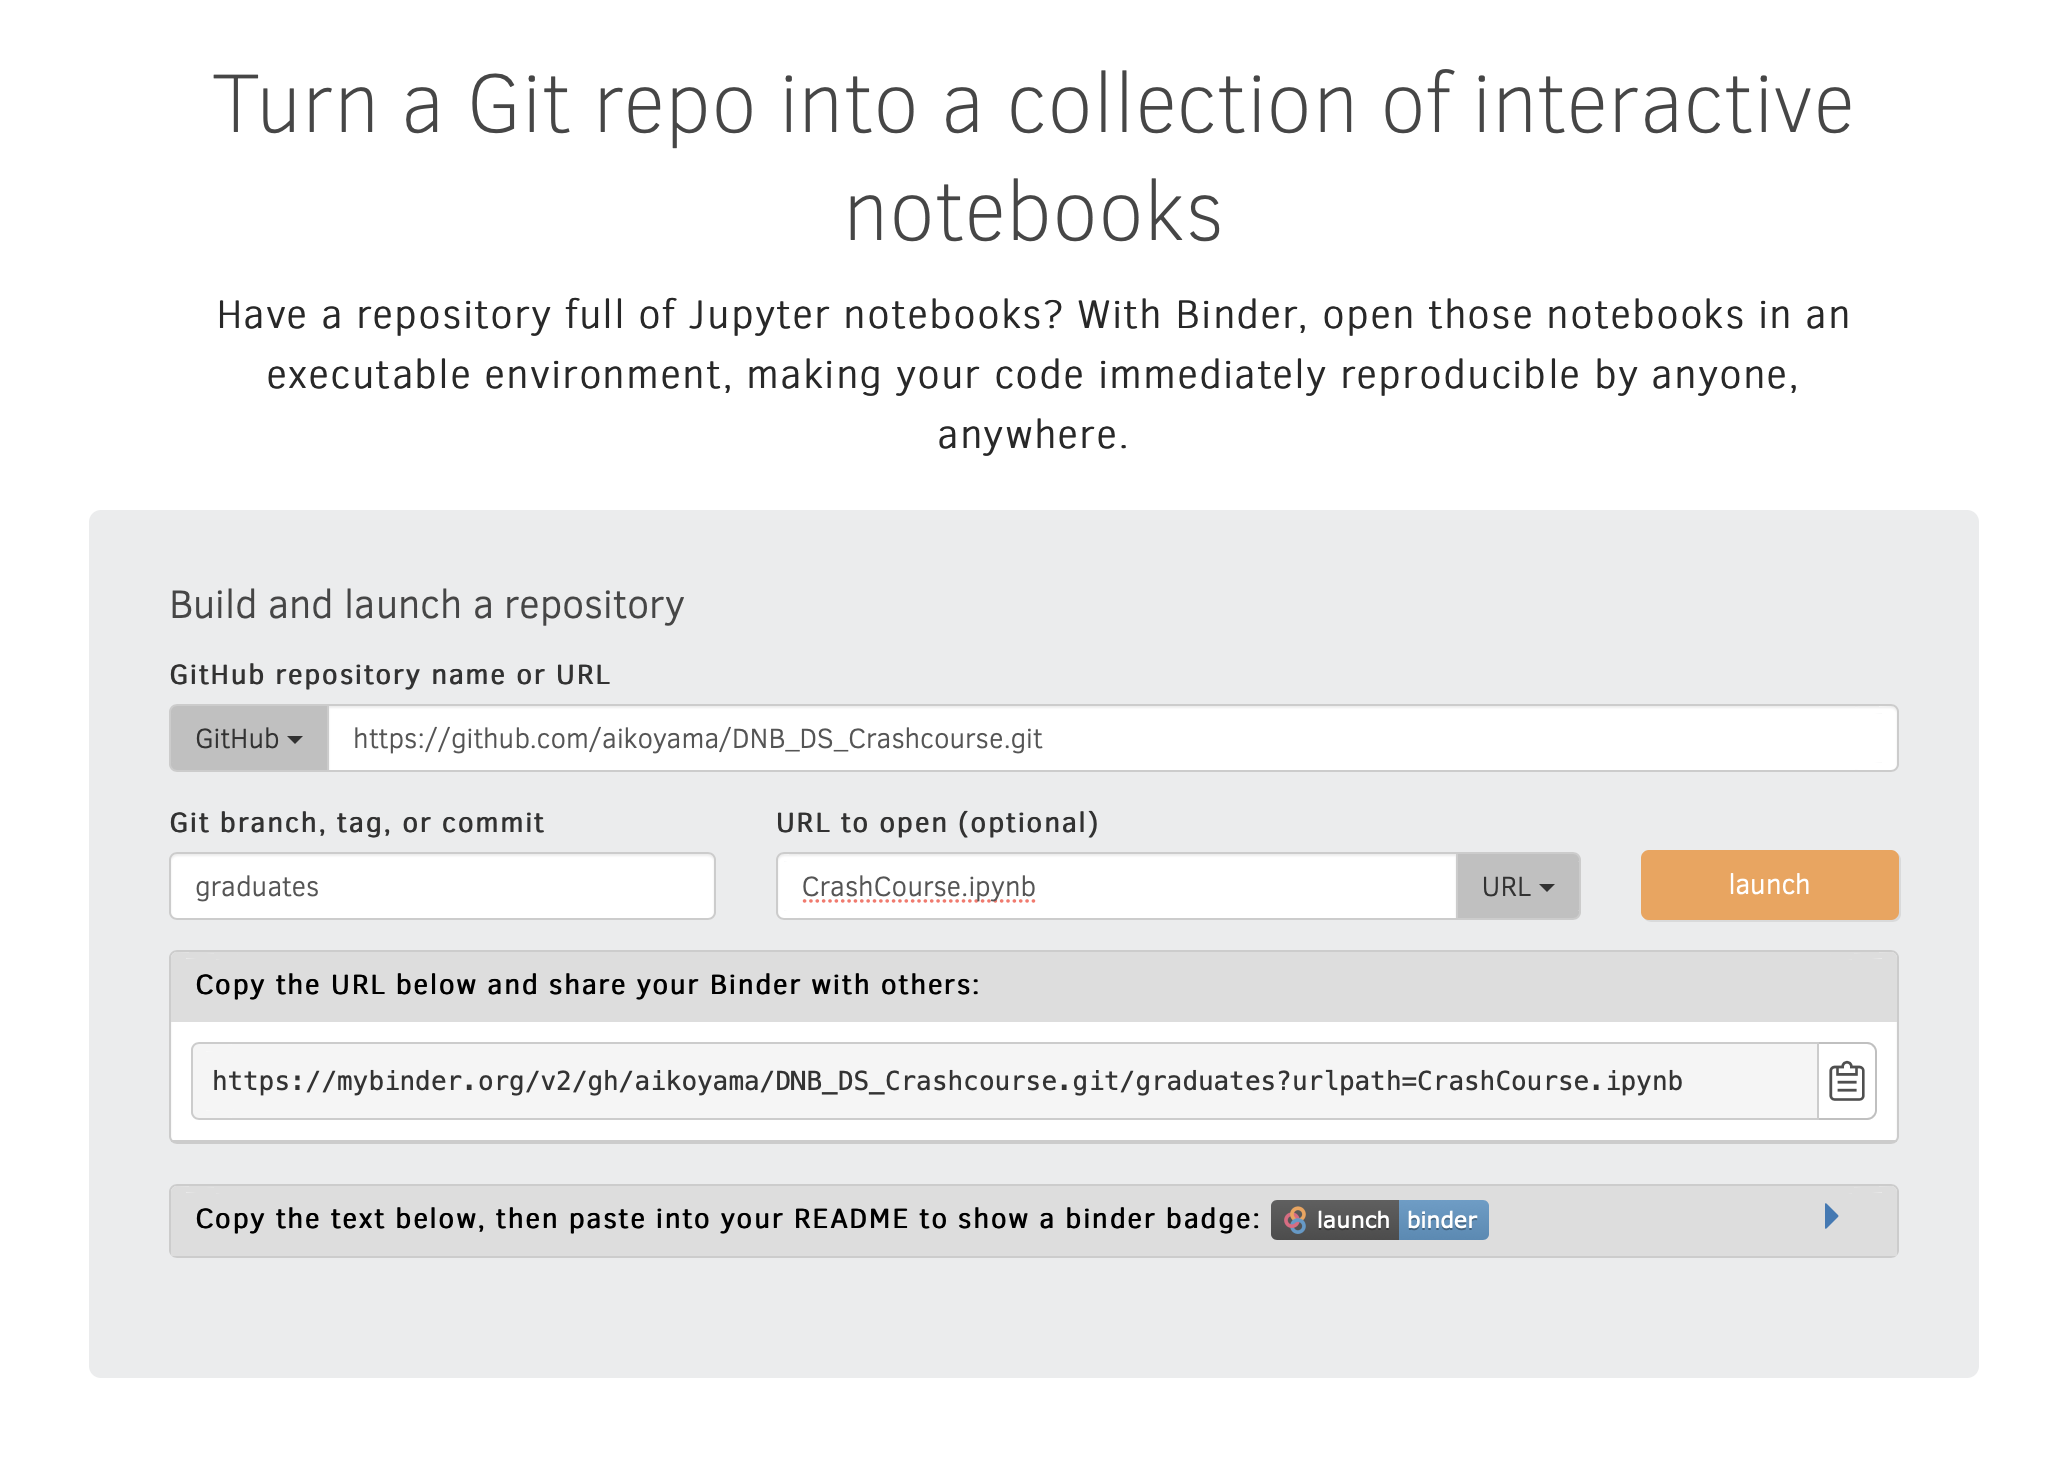 Turn a Git repo into a collection of interactive
notebooks
Have a repository full of Jupyter notebooks? With Binder, open those notebooks in an
executable environment, making your code immediately reproducible by anyone,
anywhere.
Build and launch a repository
GitHub repository name or URL
GitHub https://github.com/aikoyama/DNB_DS_Crashcourse.git
Git branch, tag, or commit URL to open (optional)
graduates CrashCourse.ipynb URL launch
Copy the URL below and share your Binder with others:
https://mybinder.org/v2/gh/aikoyama/DNB_DS_Crashcourse.git/graduates?urlpath=CrashCourse.ipynb
Copy the text below, then paste into your README to show a binder badge: launch binder